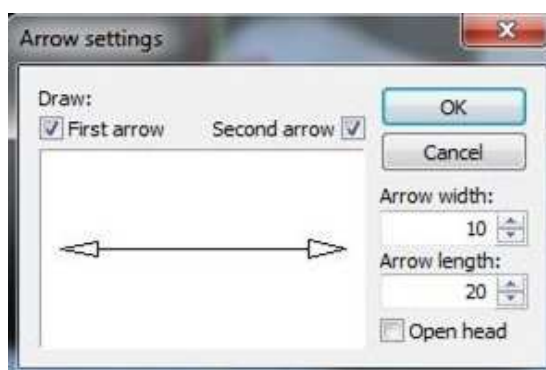 Arrow settings
Draw:
First arrow
Second arrow
OK
Cancel
Arrow width:
10
Arrow length:
20
Open head